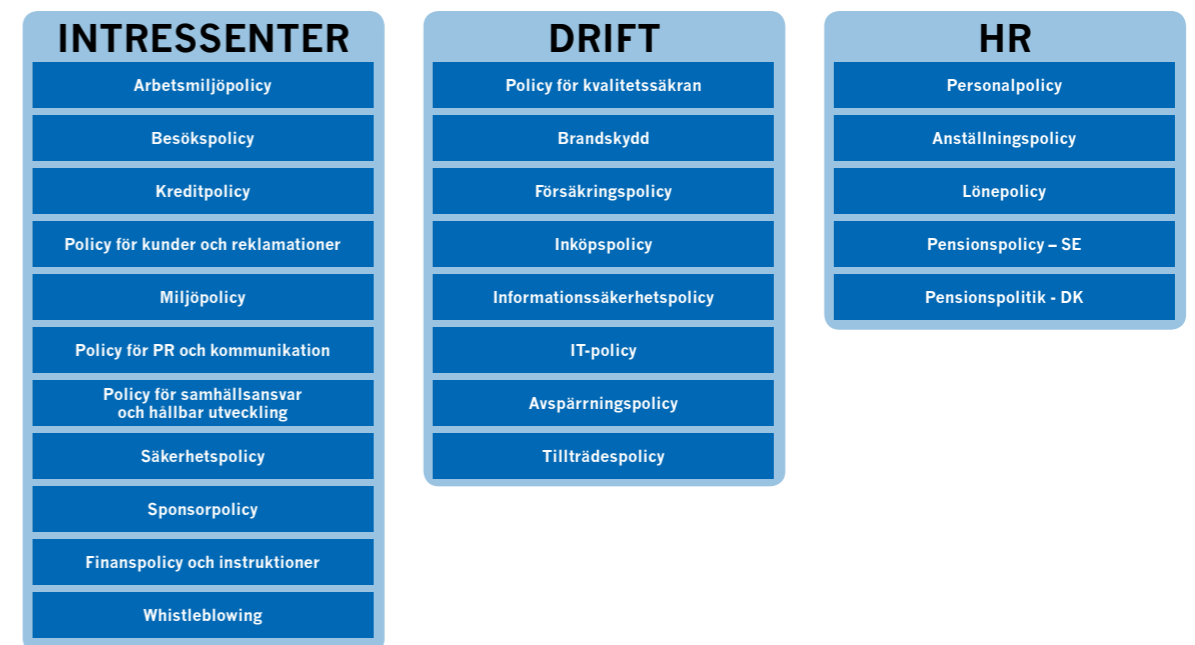 INTRESSENTER
Arbetsmiljöpolicy
Besökspolicy
Kreditpolicy
Policy för kunder och reklamationer
Miljöpolicy
Policy för PR och kommunikation
Policy för samhällsansvar
och hållbar utveckling
Säkerhetspolicy
Sponsorpolicy
Finanspolicy och instruktioner
Whistleblowing
DRIFT
Policy för kvalitetssäkran
Brandskydd
Försäkringspolicy
Inköpspolicy
Informationssäkerhetspolicy
IT-policy
Avspärrningspolicy
Tillträdespolicy
HR
Personalpolicy
Anställningspolicy
Lönepolicy
Pensionspolicy – SE
Pensionspolitik - DK